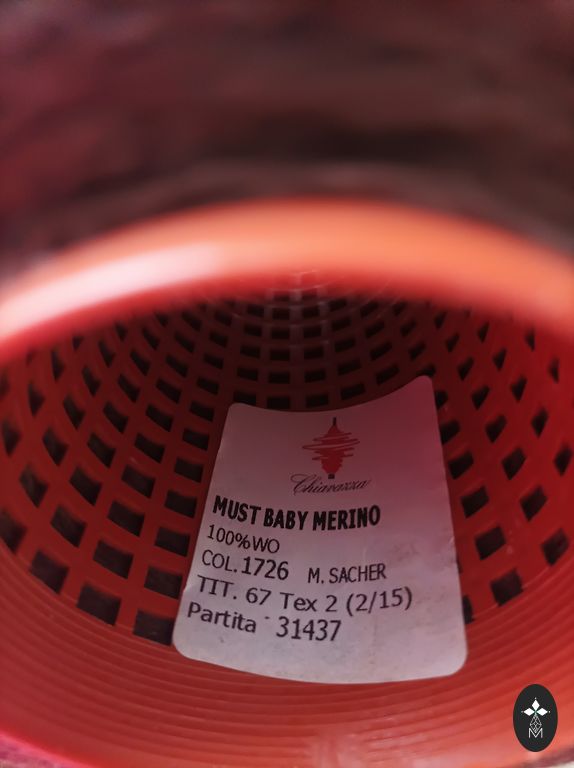 Chiavazza
MUST BABY MERINO
100%WO
COL.1726 M. SACHER
TIT. 67 Tex 2 (2/15)
Partita 31437
M